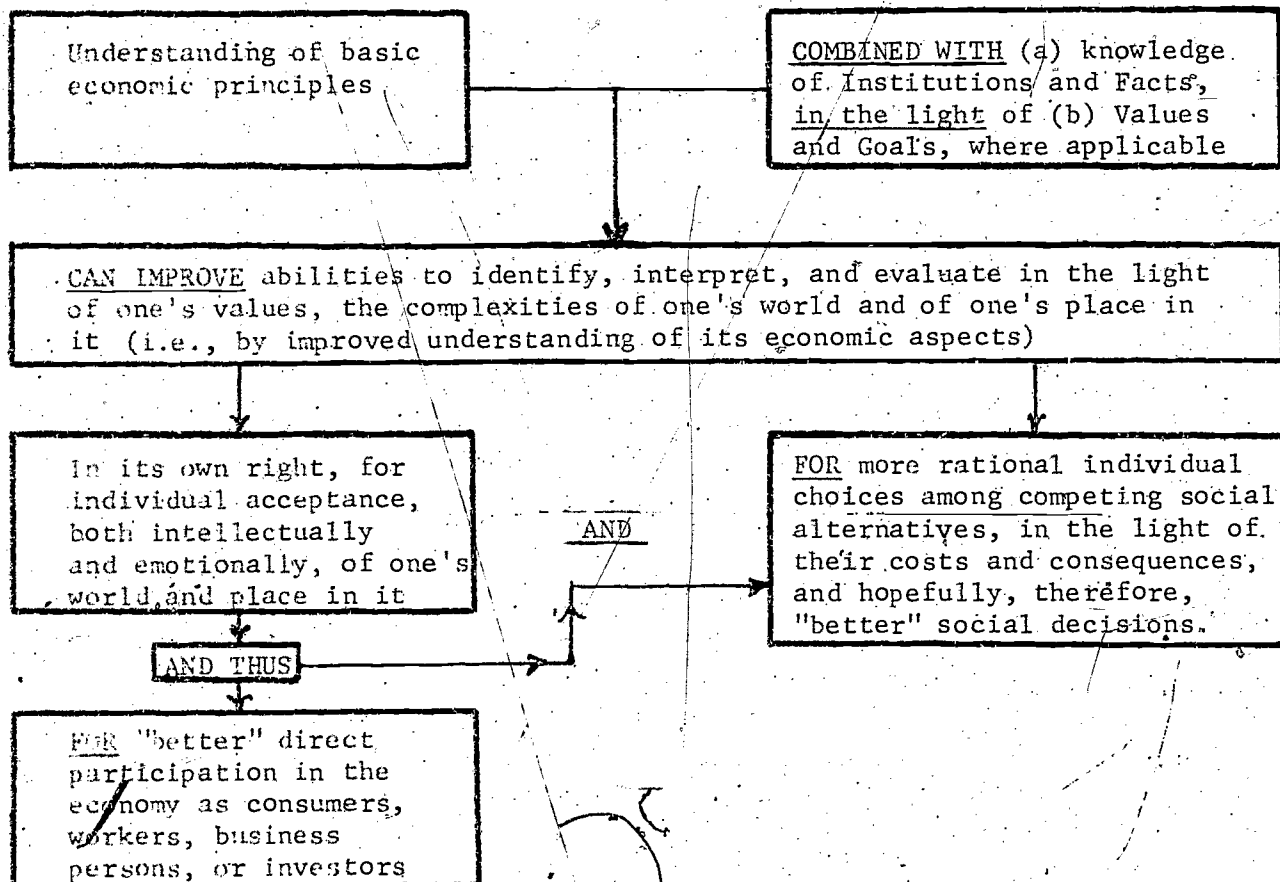 Understanding of basic
economic principles
COMBINED WITH (a) knowledge
of Institutions and Facts,
in the light of (b) Values
and Goals, where applicable
CAN IMPROVE abilities to identify, interpret, and evaluate in the light
of one's values, the complexities of one's world and of one's place in
it (i.e., by improved understanding of its economic aspects)
In its own right, for
individual acceptance,
both intellectually
and emotionally, of one's
world and place in it
AND
FOR more rational individual
choices among competing social
alternatives, in the light of
their costs and consequences,
and hopefully, therefore,
"better" social decisions.
AND THUS
FOR "better" direct
participation in the
economy as consumers,
workers, business
persons, or investors